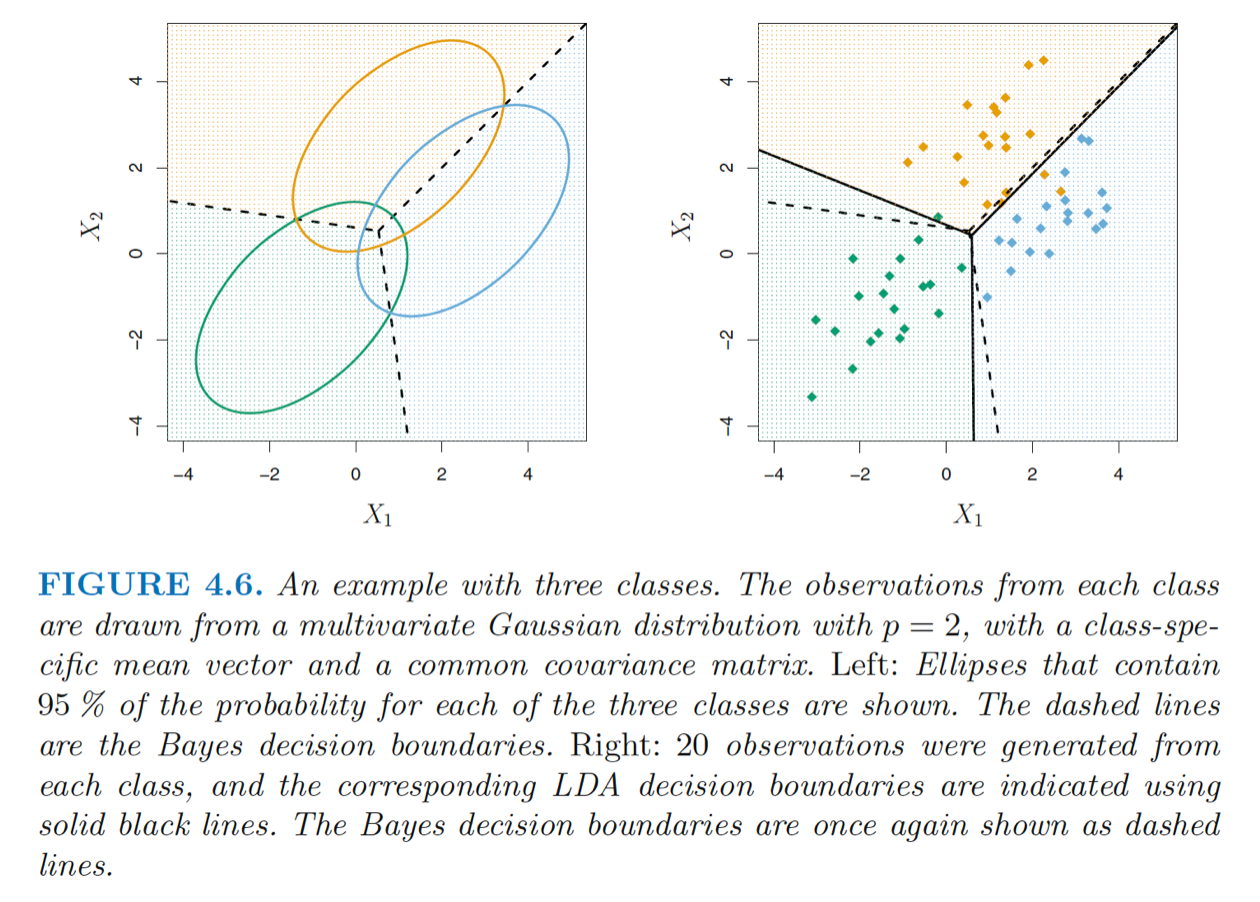 4
2
0
−2
−4
X2
−4
−2
0
2
4
X1
4
2
0
−2
−4
X2
−4
−2
0
2
4
X1
FIGURE 4.6. An example with three classes. The observations from each class
are drawn from a multivariate Gaussian distribution with p = 2, with a class-spe-
cific mean vector and a common covariance matrix. Left: Ellipses that contain
95 % of the probability for each of the three classes are shown. The dashed lines
are the Bayes decision boundaries. Right: 20 observations were generated from
each class, and the corresponding LDA decision boundaries are indicated using
solid black lines. The Bayes decision boundaries are once again shown as dashed
lines.